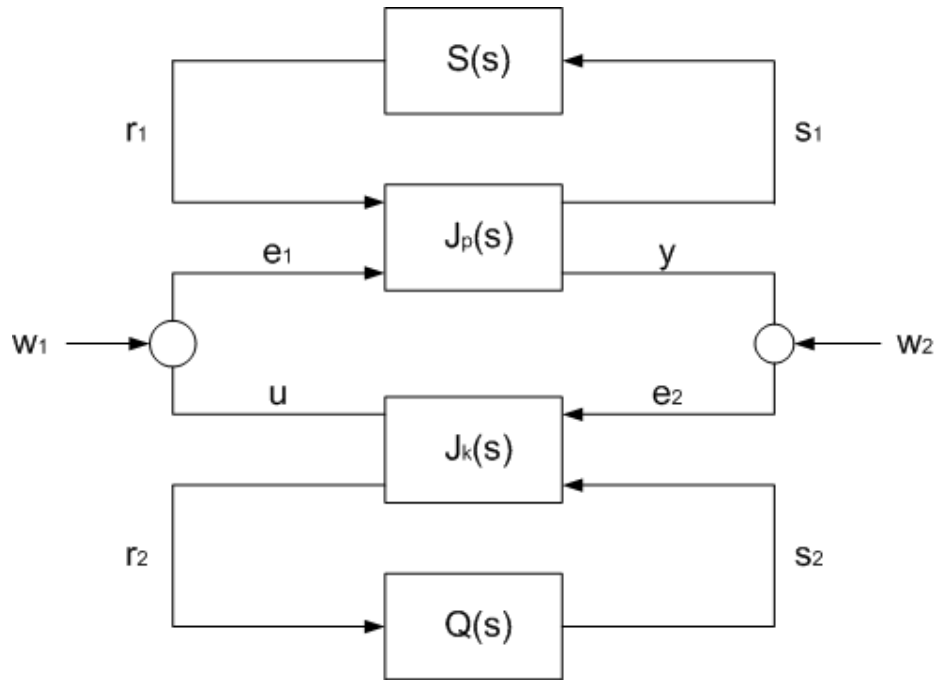 S(s)
r₁
s₁
Jₚ(s)
e₁
y
w₁
w₂
u
e₂
Jₖ(s)
r₂
s₂
Q(s)